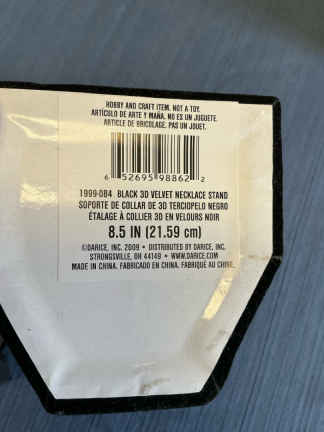 HOBBY AND CRAFT ITEM. NOT A TOY.
ARTÍCULO DE ARTE Y MAÑA. NO ES UN JUGUETE.
ARTICLE DE BRICOLAGE. PAS UN JOUET.
6 52695 98862 2
1999-084 BLACK 3D VELVET NECKLACE STAND
SOPORTE DE COLLAR DE 3D TERCIOPELO NEGRO
ÉTALAGE À COLLIER 3D EN VELOURS NOIR
8.5 IN (21.59 cm)
©DARICE, INC. 2009 • DISTRIBUTED BY DARICE, INC.
STRONGSVILLE, OH 44149 • WWW.DARICE.COM
MADE IN CHINA. FABRICADO EN CHINA. FABRIQUÉ AU CHINE.